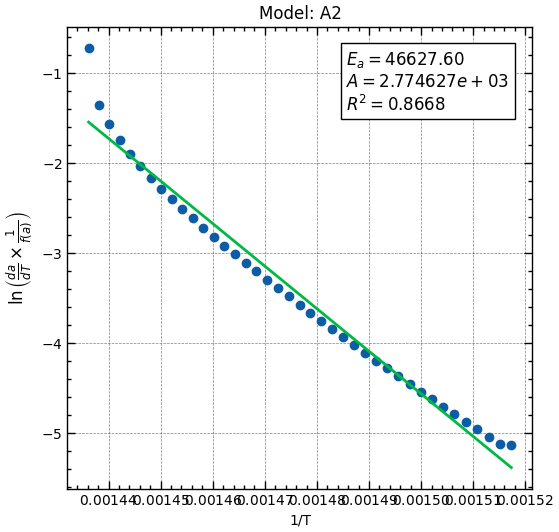 Model: A2
E_a = 46627.60
A = 2.774627e + 03
R^2 = 0.8668
ln(da/dT × 1/f(a))
−1
−2
−3
−4
−5
0.00144 0.00145 0.00146 0.00147 0.00148 0.00149 0.00150 0.00151 0.00152
1/T